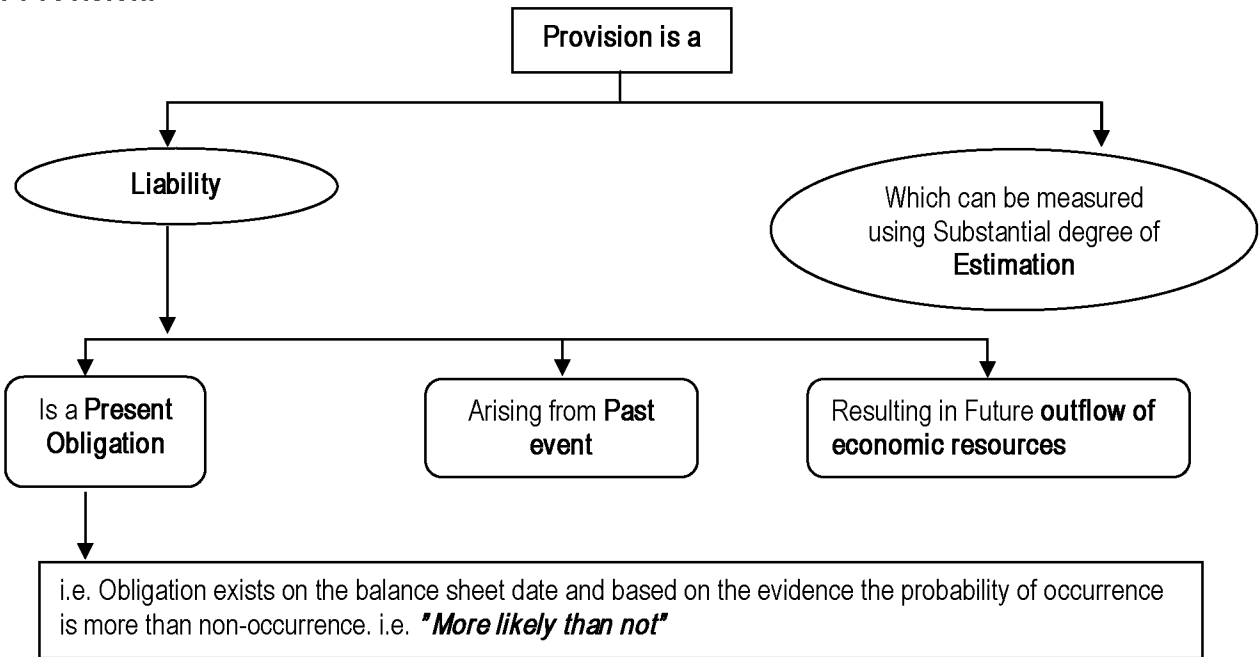 Provision is a
Liability
Which can be measured
using Substantial degree of
Estimation
Is a Present
Obligation
Arising from Past
event
Resulting in Future outflow of
economic resources
i.e. Obligation exists on the balance sheet date and based on the evidence the probability of occurrence
is more than non-occurrence. i.e. "More likely than not"